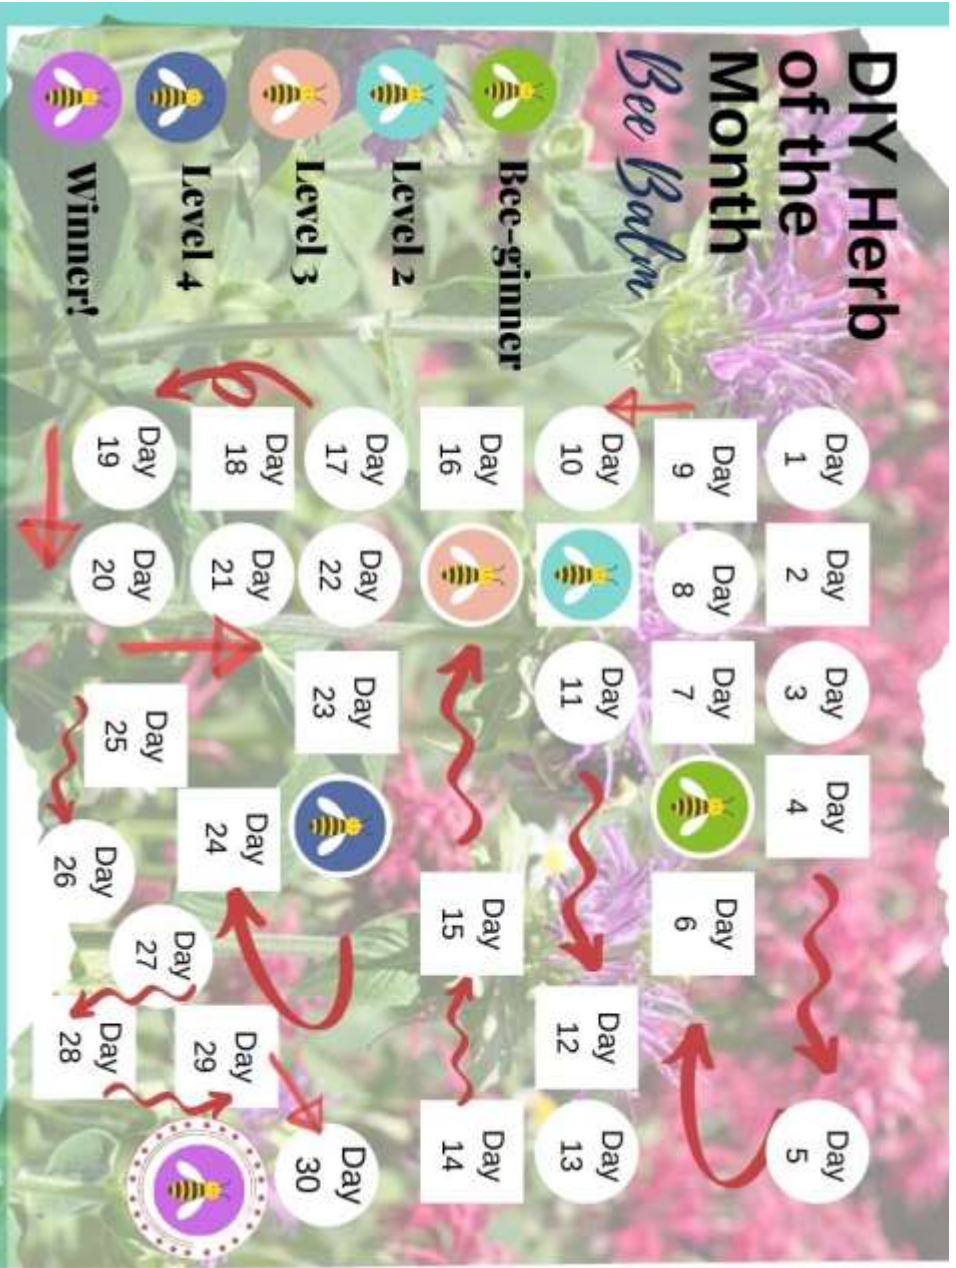 DIY Herb
of the
Month
Bee Balm
Bee-ginner
Level 2
Level 3
Level 4
Winner!
Day
1
Day
2
Day
3
Day
4
Day
5
Day
6
Day
7
Day
8
Day
9
Day
10
Day
11
Day
12
Day
13
Day
14
Day
15
Day
16
Day
17
Day
18
Day
19
Day
20
Day
21
Day
22
Day
23
Day
24
Day
25
Day
26
Day
27
Day
28
Day
29
Day
30